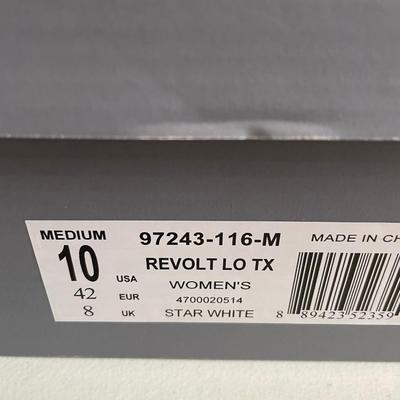 MEDIUM 97243-116-M MADE IN CH
10 USA REVOLT LO TX
42 EUR WOMEN'S
4700020514
8 UK STAR WHITE 8 89423 52359